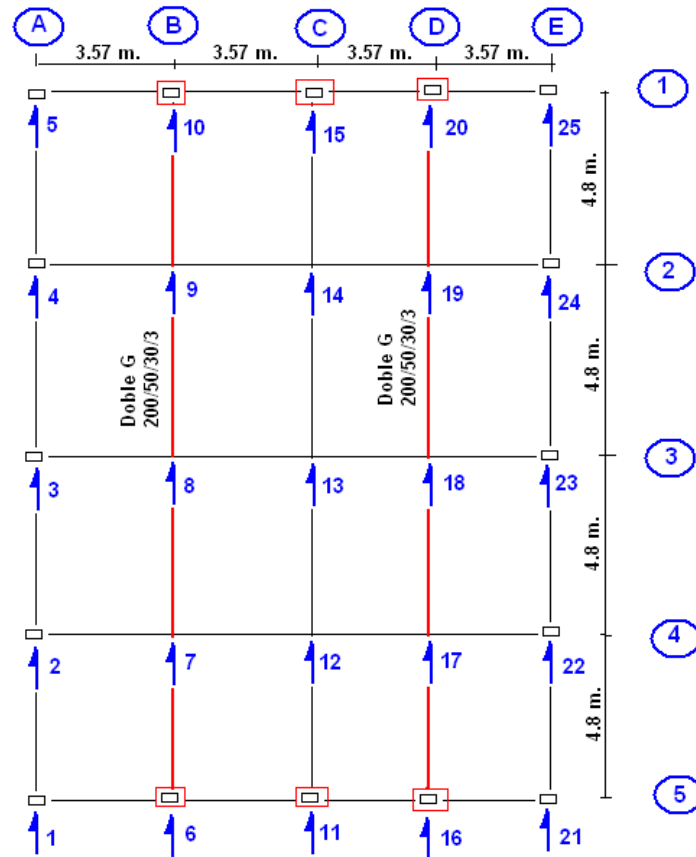 A B C D E
3.57 m. 3.57 m. 3.57 m. 3.57 m.
1
5 10 15 20 25
4.8 m.
2
4 9 14 19 24
Doble G
200/50/30/3
Doble G
200/50/30/3
4.8 m.
3
3 8 13 18 23
4.8 m.
4
2 7 12 17 22
4.8 m.
5
1 6 11 16 21